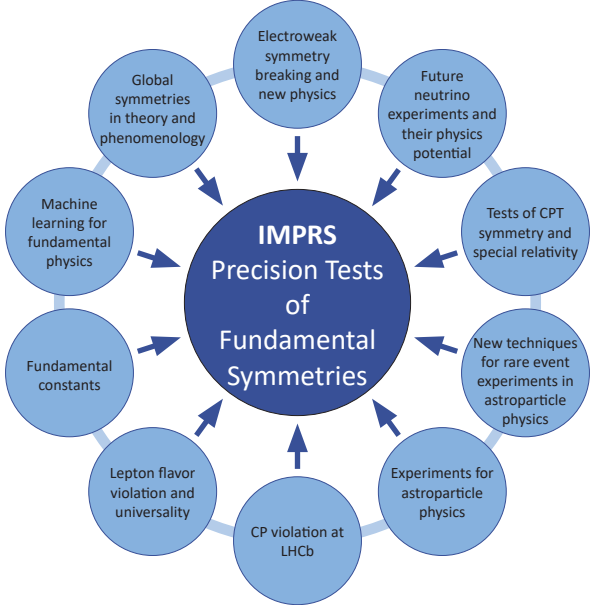 Electroweak
symmetry
breaking and
new physics
Future
neutrino
experiments and
their physics
potential
Tests of CPT
symmetry and
special relativity
New techniques
for rare event
experiments in
astroparticle
physics
Experiments for
astroparticle
physics
CP violation at
LHCb
Lepton flavor
violation and
universality
Fundamental
constants
Machine
learning for
fundamental
physics
Global
symmetries
in theory and
phenomenology
IMPRS
Precision Tests
of
Fundamental
Symmetries